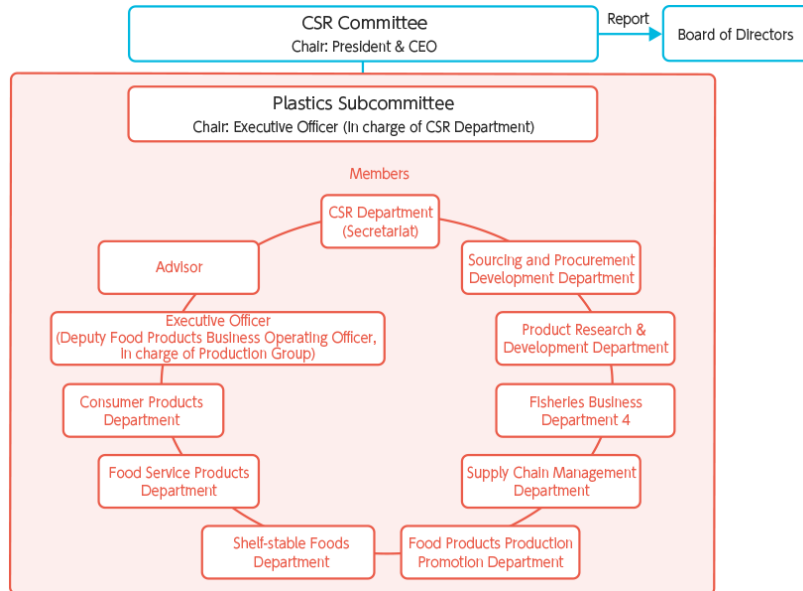 CSR Committee
Chair: President & CEO
Report
Board of Directors
Plastics Subcommittee
Chair: Executive Officer (In charge of CSR Department)
Members
CSR Department
(Secretariat)
Advisor
Sourcing and Procurement
Development Department
Executive Officer
(Deputy Food Products Business Operating Officer,
In charge of Production Group)
Product Research &
Development Department
Consumer Products
Department
Fisheries Business
Department 4
Food Service Products
Department
Supply Chain Management
Department
Shelf-stable Foods
Department
Food Products Production
Promotion Department